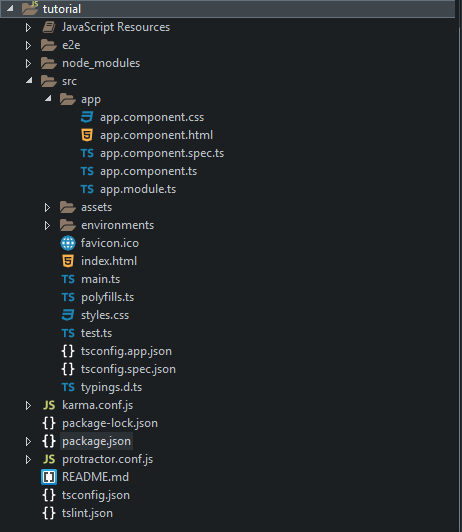 tutorial
JavaScript Resources
e2e
node_modules
src
app
app.component.css
app.component.html
TS app.component.spec.ts
TS app.component.ts
TS app.module.ts
assets
environments
favicon.ico
index.html
TS main.ts
TS polyfills.ts
styles.css
TS test.ts
{} tsconfig.app.json
{} tsconfig.spec.json
TS typings.d.ts
JS karma.conf.js
{} package-lock.json
{} package.json
JS protractor.conf.js
README.md
{} tsconfig.json
{} tslint.json